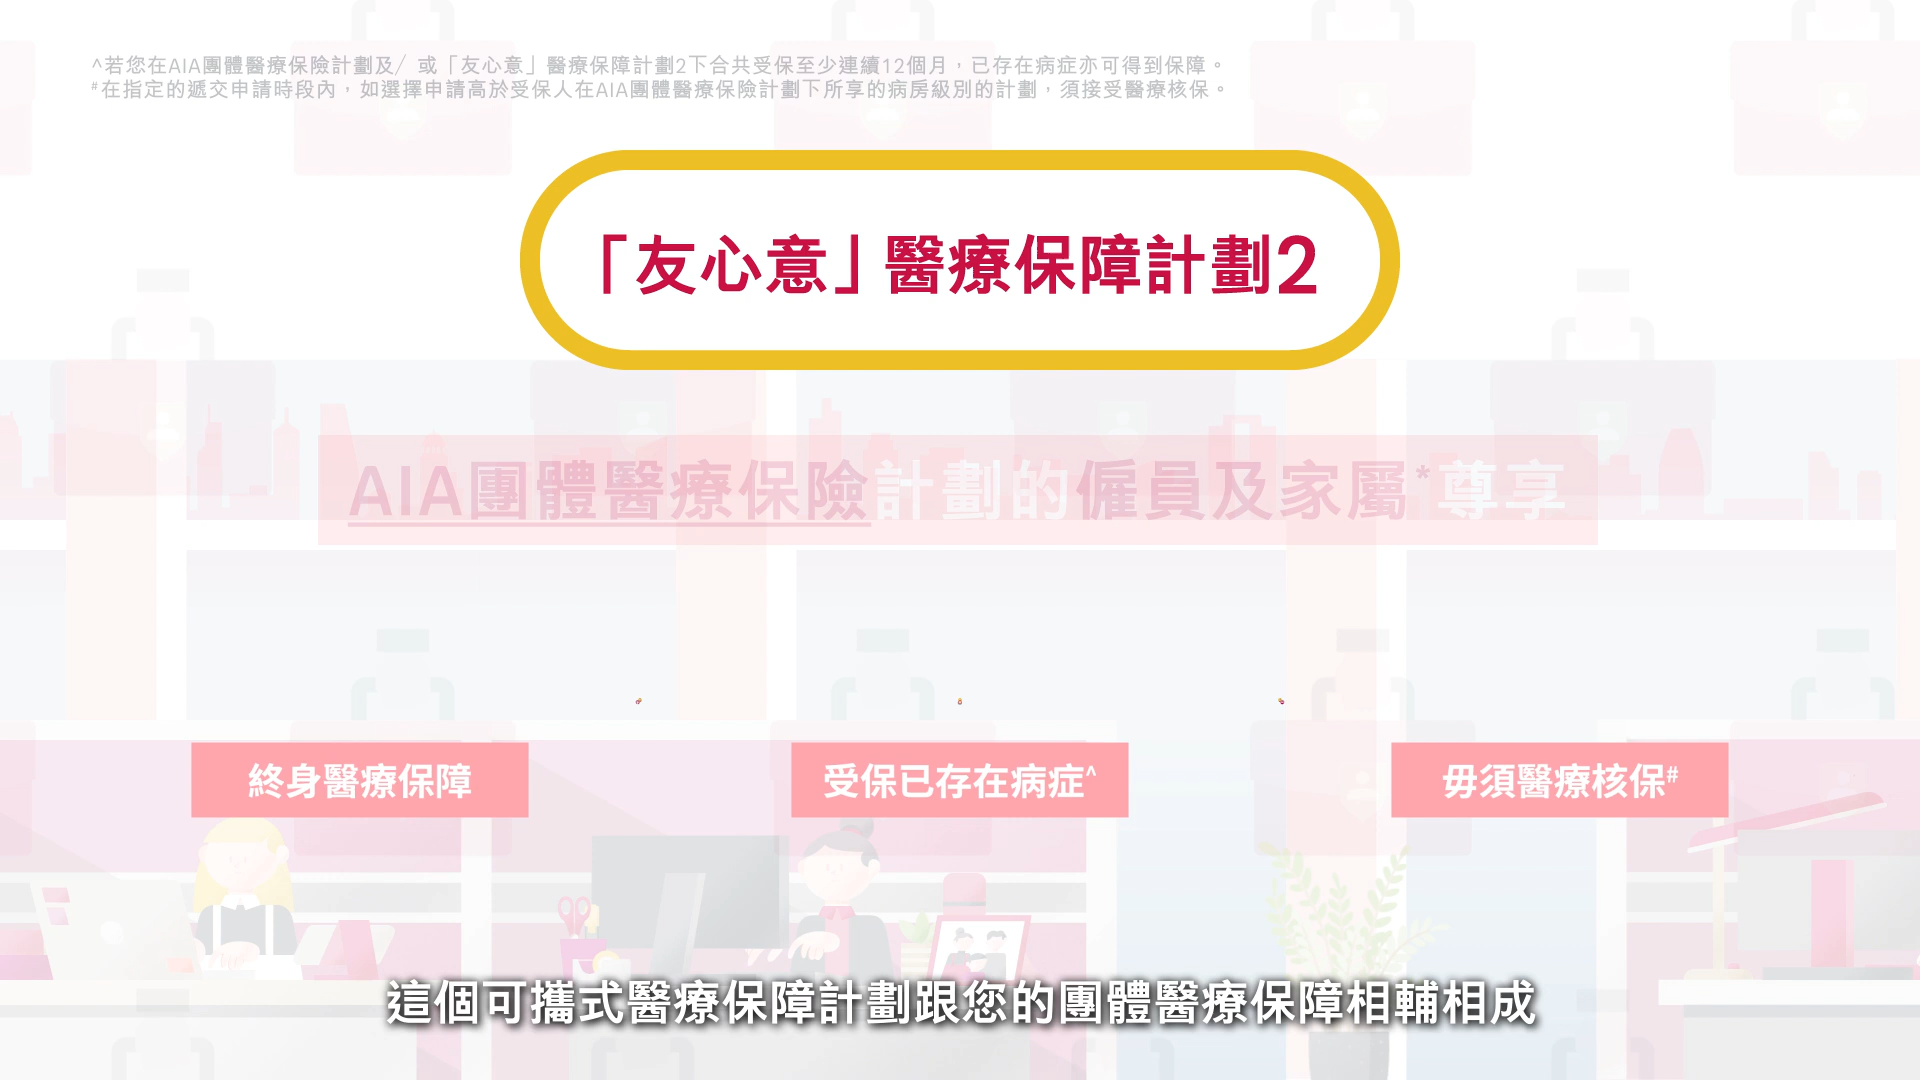 ^若您在AIA團體醫療保險計劃及/ 或「友心意」醫療保障計劃2下合共受保至少連續12個月，已存在病症亦可得到保障。
#在指定的遞交申請時段內，如選擇申請高於受保人在AIA團體醫療保險計劃下所享的病房級別的計劃，須接受醫療核保。
「友心意」醫療保障計劃2
AIA團體醫療保險計劃的僱員及家屬*尊享
終身醫療保障
受保已存在病症^
毋須醫療核保#
這個可攜式醫療保障計劃跟您的團體醫療保障相輔相成